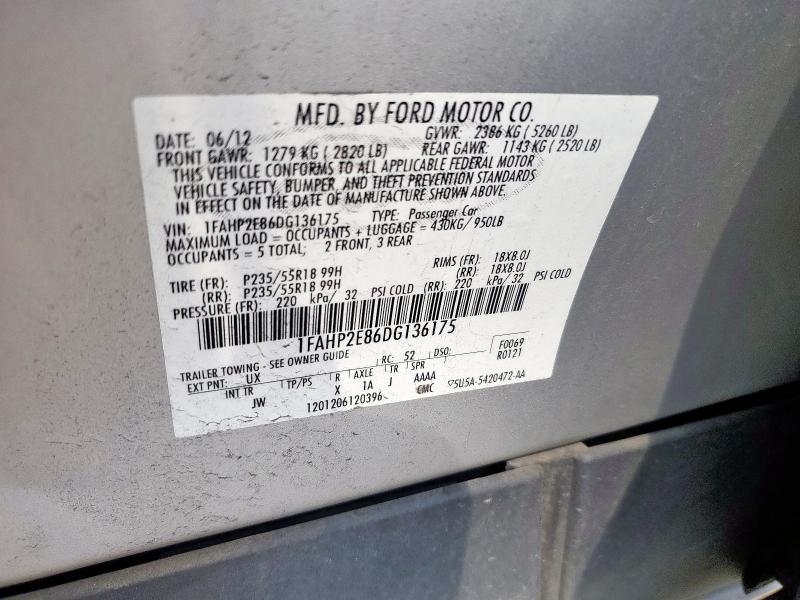 MFD. BY FORD MOTOR CO.
DATE: 06/12 GVWR: 2386 KG ( 5260 LB)
FRONT GAWR: 1279 KG ( 2820 LB) REAR GAWR: 1143 KG ( 2520 LB)
THIS VEHICLE CONFORMS TO ALL APPLICABLE FEDERAL MOTOR
VEHICLE SAFETY, BUMPER, AND THEFT PREVENTION STANDARDS
IN EFFECT ON THE DATE OF MANUFACTURE SHOWN ABOVE.
VIN: 1FAHP2E86DG136175 TYPE: Passenger Car
MAXIMUM LOAD = OCCUPANTS + LUGGAGE = 430KG/ 950LB
OCCUPANTS = 5 TOTAL; 2 FRONT, 3 REAR
TIRE (FR): P235/55R18 99H RIMS (FR): 18X8.0J
(RR): P235/55R18 99H (RR): 18X8.0J
PRESSURE (FR): 220 kPa/ 32 PSI COLD (RR): 220 kPa/ 32 PSI COLD
1FAHP2E86DG136175
TRAILER TOWING - SEE OWNER GUIDE RC: 52 DSO: F0069
EXT PNT: UX R0121
INT TR TP/PS R AXLE TR SPR
JW X 1A J AAAA
1201206120396 CMC 5U5A-5420472-AA